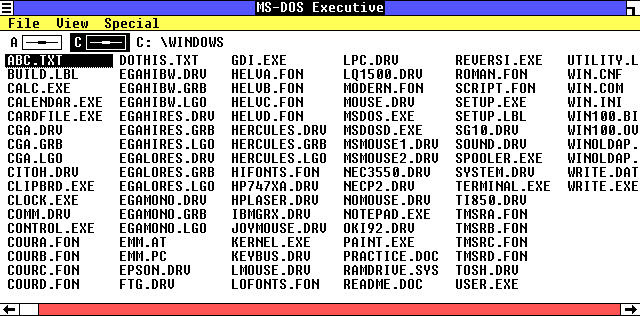 MS-DOS Executive
File View Special
A C C: \WINDOWS
ABC.TXT DOTHIS.TXT GDI.EXE LPC.DRV REVERSI.EXE UTILITY.L
BUILD.LBL EGAHIBW.DRV HELVA.FON LQ1500.DRV ROMAN.FON WIN.CNF
CALC.EXE EGAHIBW.GRB HELVB.FON MODERN.FON SCRIPT.FON WIN.COM
CALENDAR.EXE EGAHIBW.LGO HELVC.FON MOUSE.DRV SETUP.EXE WIN.INI
CARDFILE.EXE EGAHIRES.DRV HELVD.FON MSDOS.EXE SETUP.LBL WIN100.BI
CGA.DRV EGAHIRES.GRB HERCULES.DRV MSDOSD.EXE SG10.DRV WIN100.OV
CGA.GRB EGAHIRES.LGO HERCULES.GRB MSMOUSE1.DRV SOUND.DRV WINOLDAP.
CGA.LGO EGALORES.DRV HERCULES.LGO MSMOUSE2.DRV SPOOLER.EXE WINOLDAP.
CITOH.DRV EGALORES.GRB HIFONTS.FON NEC3550.DRV SYSTEM.DRV WRITE.DAT
CLIPBRD.EXE EGALORES.LGO HP747XA.DRV NECP2.DRV TERMINAL.EXE WRITE.EXE
CLOCK.EXE EGAMONO.DRV HPLASER.DRV NOMOUSE.DRV TI850.DRV
COMM.DRV EGAMONO.GRB IBMGRX.DRV NOTEPAD.EXE TMSRA.FON
CONTROL.EXE EGAMONO.LGO JOYMOUSE.DRV OKI92.DRV TMSRB.FON
COURA.FON EMM.AT KERNEL.EXE PAINT.EXE TMSRC.FON
COURB.FON EMM.PC KEYBUS.DRV PRACTICE.DOC TMSRD.FON
COURC.FON EPSON.DRV LMOUSE.DRV RAMDRIVE.SYS TOSH.DRV
COURD.FON FTG.DRV LOFONTS.FON README.DOC USER.EXE